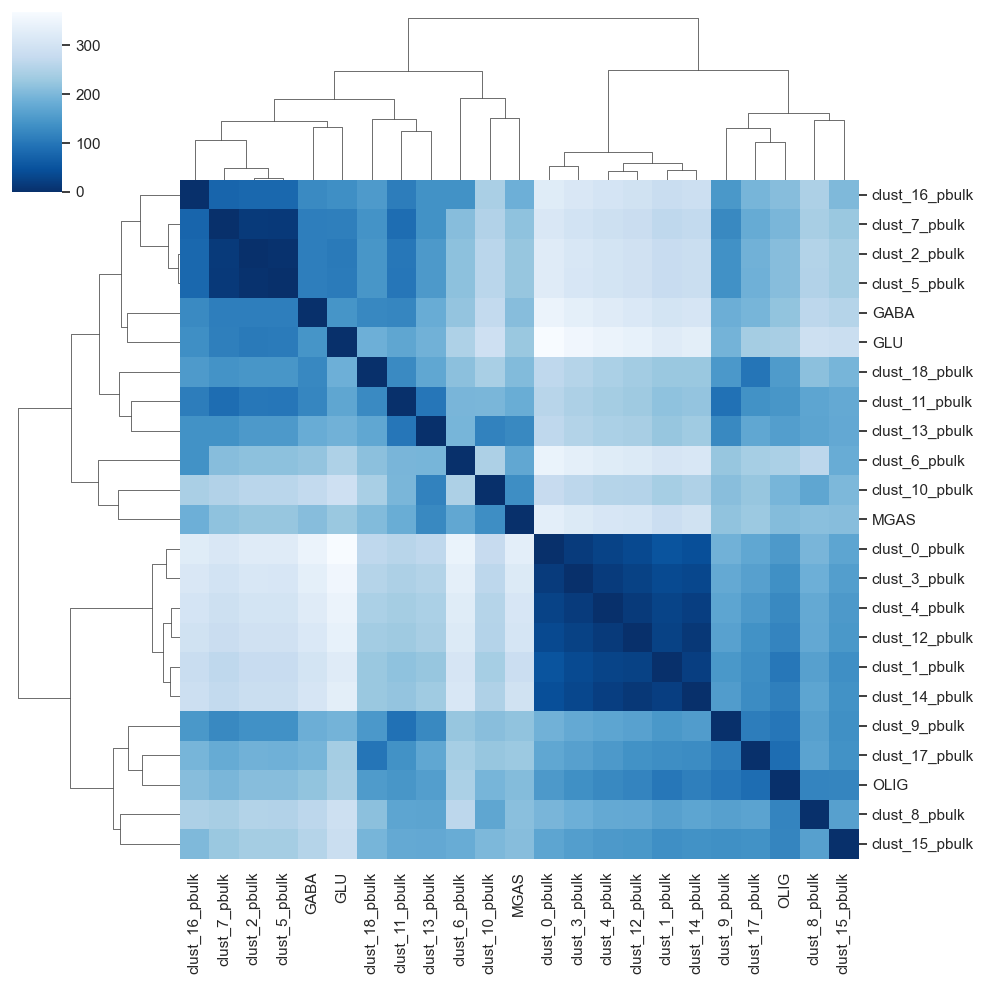 300
200
100
0
clust_16_pbulk
clust_7_pbulk
clust_2_pbulk
clust_5_pbulk
GABA
GLU
clust_18_pbulk
clust_11_pbulk
clust_13_pbulk
clust_6_pbulk
clust_10_pbulk
MGAS
clust_0_pbulk
clust_3_pbulk
clust_4_pbulk
clust_12_pbulk
clust_1_pbulk
clust_14_pbulk
clust_9_pbulk
clust_17_pbulk
OLIG
clust_8_pbulk
clust_15_pbulk
clust_16_pbulk
clust_7_pbulk
clust_2_pbulk
clust_5_pbulk
GABA
GLU
clust_18_pbulk
clust_11_pbulk
clust_13_pbulk
clust_6_pbulk
clust_10_pbulk
MGAS
clust_0_pbulk
clust_3_pbulk
clust_4_pbulk
clust_12_pbulk
clust_1_pbulk
clust_14_pbulk
clust_9_pbulk
clust_17_pbulk
OLIG
clust_8_pbulk
clust_15_pbulk